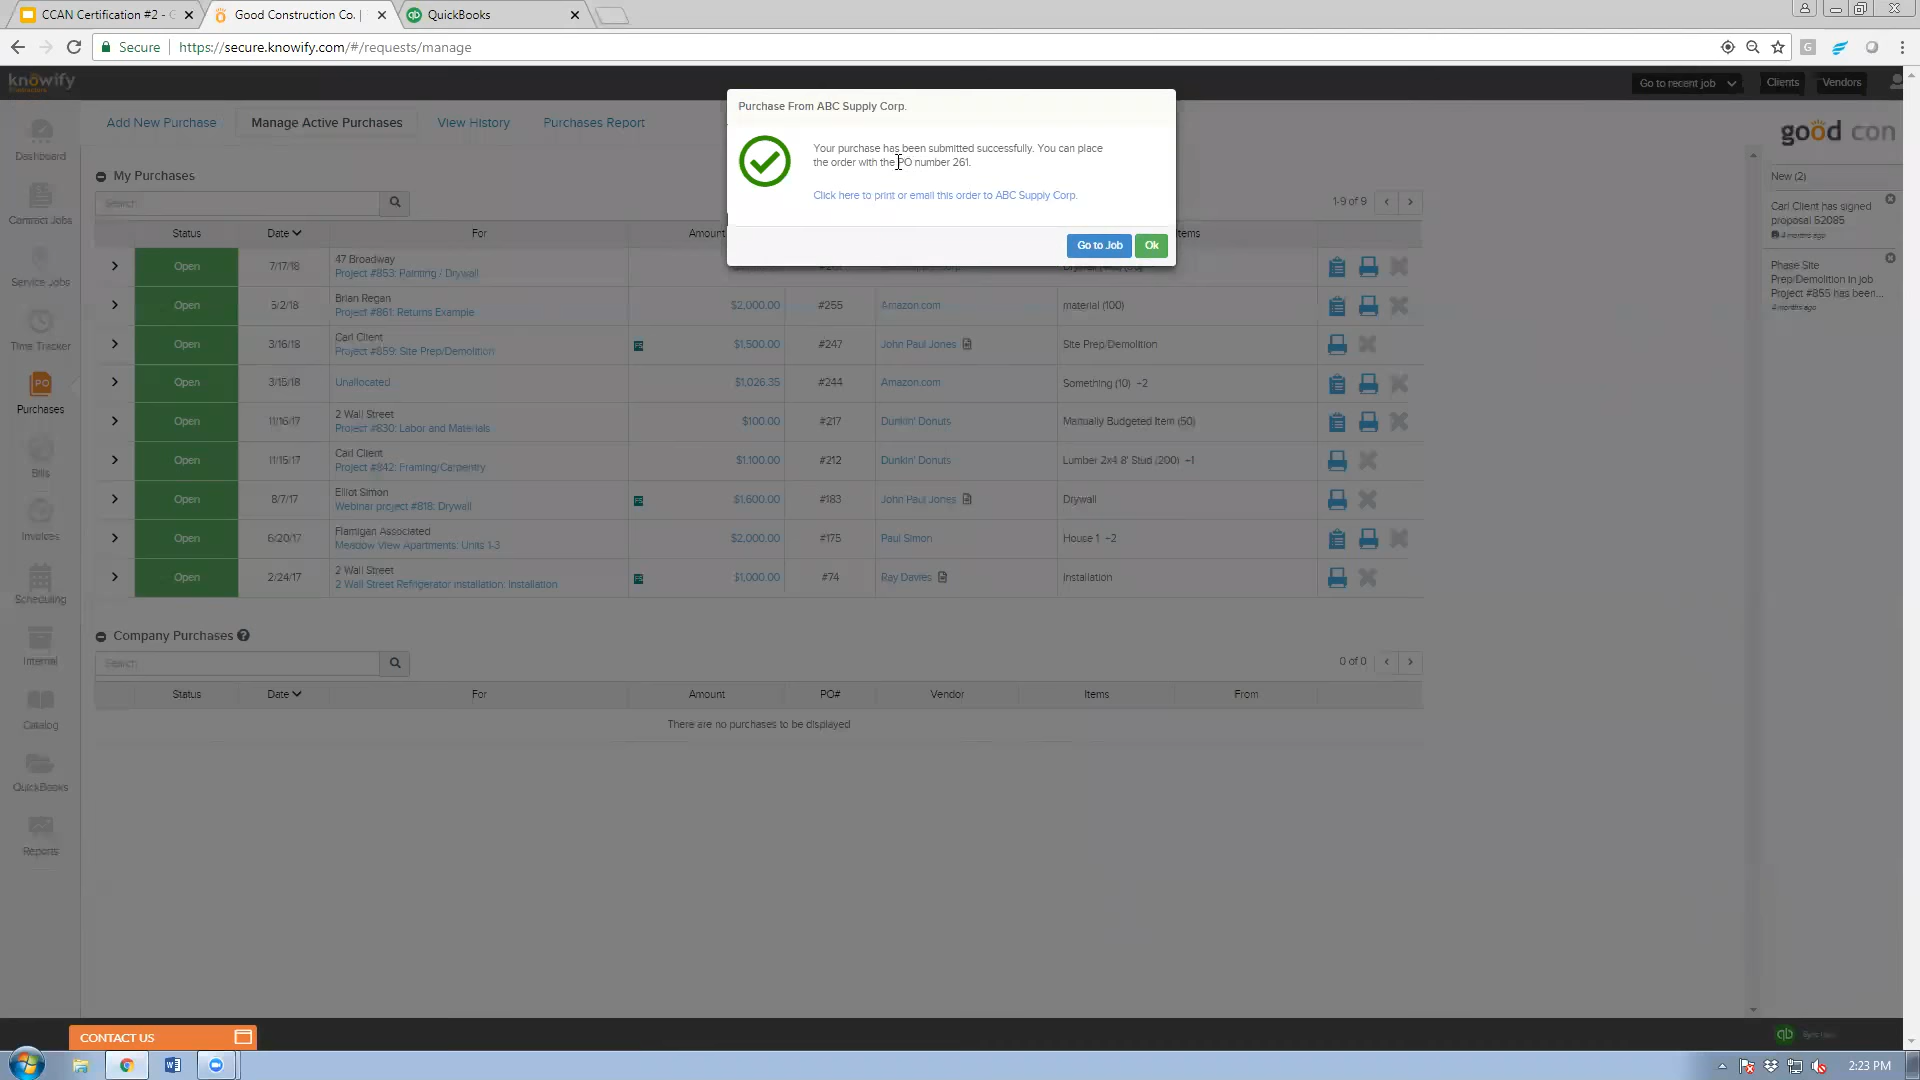 CCAN Certification #2 - G
Good Construction Co. |
QuickBooks
Secure
https://secure.knowify.com/#/requests/manage
knowify
Go to recent job
Clients
Vendors
Add New Purchase
Manage Active Purchases
View History
Purchases Report
good con
Dashboard
Contract Jobs
Service Jobs
Time Tracker
PO
Purchases
Bills
Invoices
Scheduling
Internal
Catalog
QuickBooks
Reports
Purchase From ABC Supply Corp.
Your purchase has been submitted successfully. You can place
the order with the PO number 261.
Click here to print or email this order to ABC Supply Corp.
Go to Job
Ok
My Purchases
Search
1-9 of 9
Status Date For Amount Items
Open 7/17/18 47 Broadway
Project #853: Painting / Drywall
Open 5/2/18 Brian Regan
Project #861: Returns Example
$2,000.00 #255 Amazon.com material (100)
Open 3/16/18 Carl Client
Project #859: Site Prep/Demolition
$1,500.00 #247 John Paul Jones Site Prep/Demolition
Open 3/15/18 Unallocated $1,026.35 #244 Amazon.com Something (10) +2
Open 11/16/17 2 Wall Street
Project #830: Labor and Materials
$100.00 #217 Dunkin' Donuts Manually Budgeted Item (50)
Open 11/15/17 Carl Client
Project #842: Framing/Carpentry
$1,100.00 #212 Dunkin' Donuts Lumber 2x4 8' Stud (200) +1
Open 8/7/17 Elliot Simon
Webinar project #818: Drywall
$1,600.00 #183 John Paul Jones Drywall
Open 6/20/17 Flamigan Associated
Meadow View Apartments: Units 1-3
$2,000.00 #175 Paul Simon House 1 +2
Open 2/24/17 2 Wall Street
2 Wall Street Refrigerator Installation: Installation
$1,000.00 #74 Ray Davies Installation
Company Purchases
Search
0 of 0
Status Date For Amount PO# Vendor Items From
There are no purchases to be displayed
New (2)
Carl Client has signed
proposal 52085
4 months ago
Phase Site
Prep/Demolition in job
Project #855 has been...
4 months ago
CONTACT US
2:23 PM